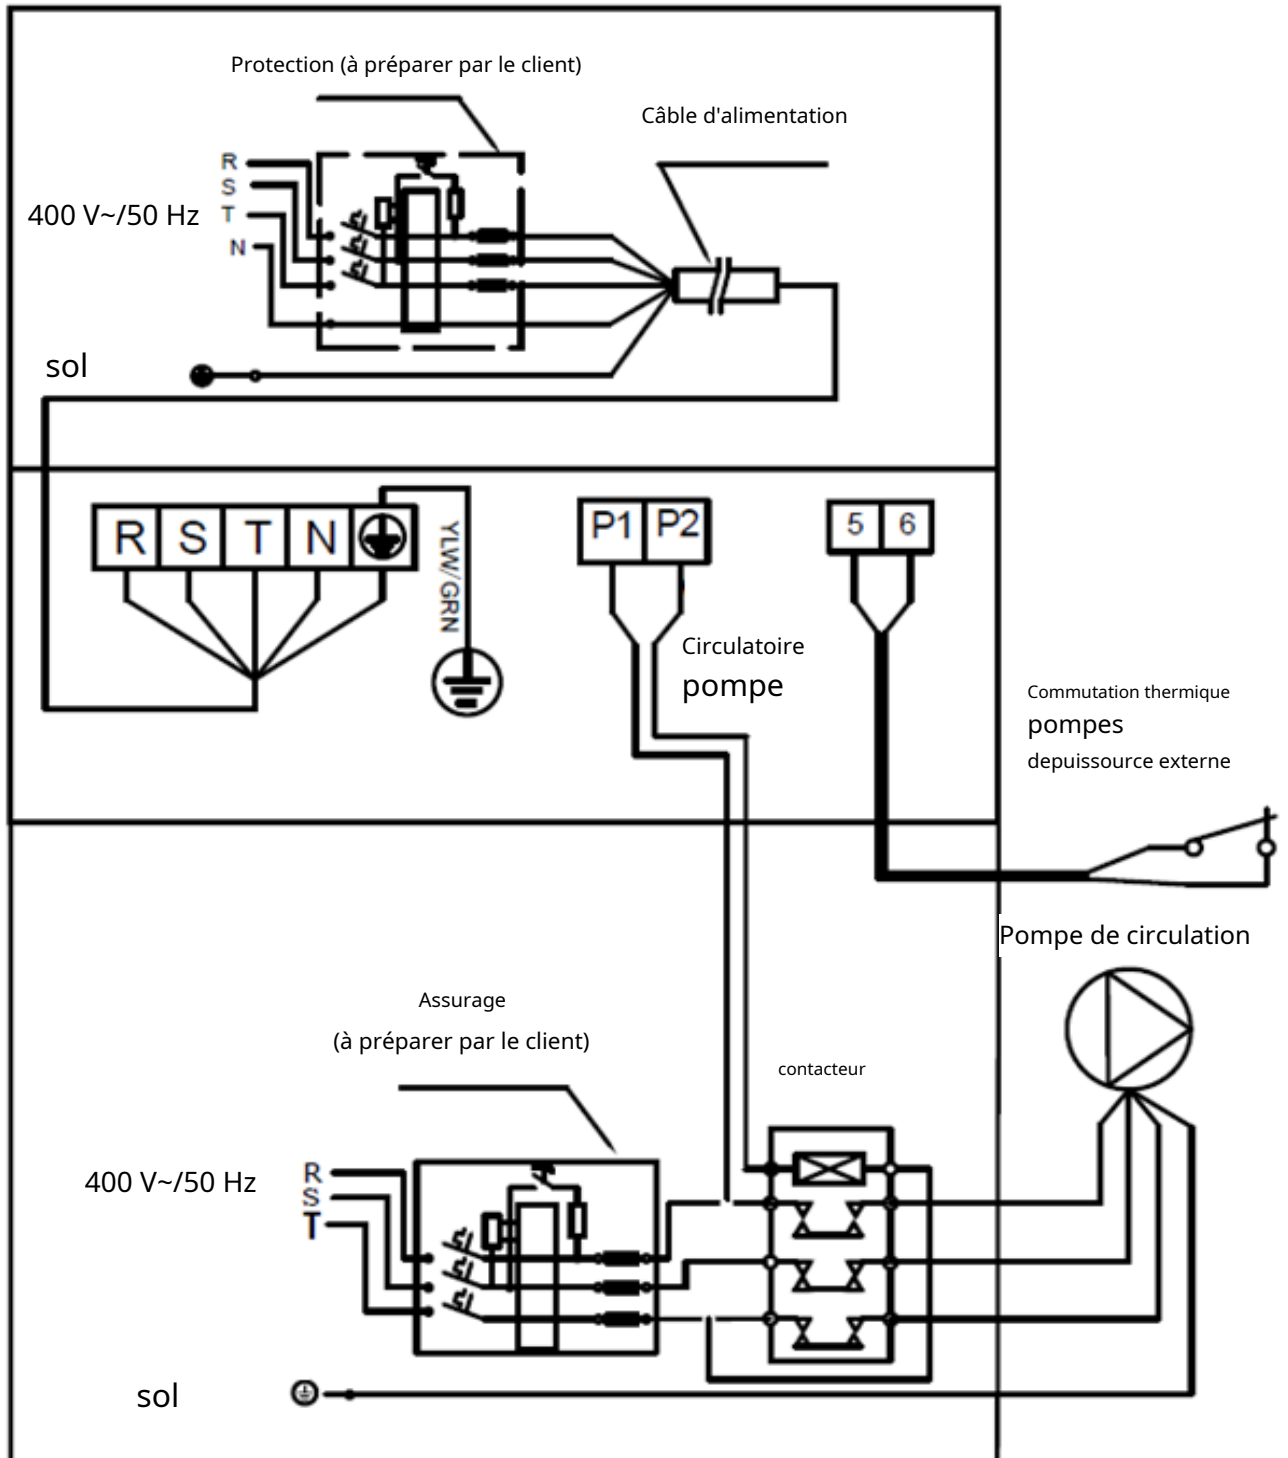 Protection (à préparer par le client)
Câble d'alimentation
R
S
400 V~/50 Hz
T
N
sol
R S T N
YLW/GRN
P1 P2
5 6
Circulatoire
pompe
Commutation thermique
pompes
depuissource externe
Pompe de circulation
Assurage
(à préparer par le client)
contacteur
400 V~/50 Hz
R
S
T
sol